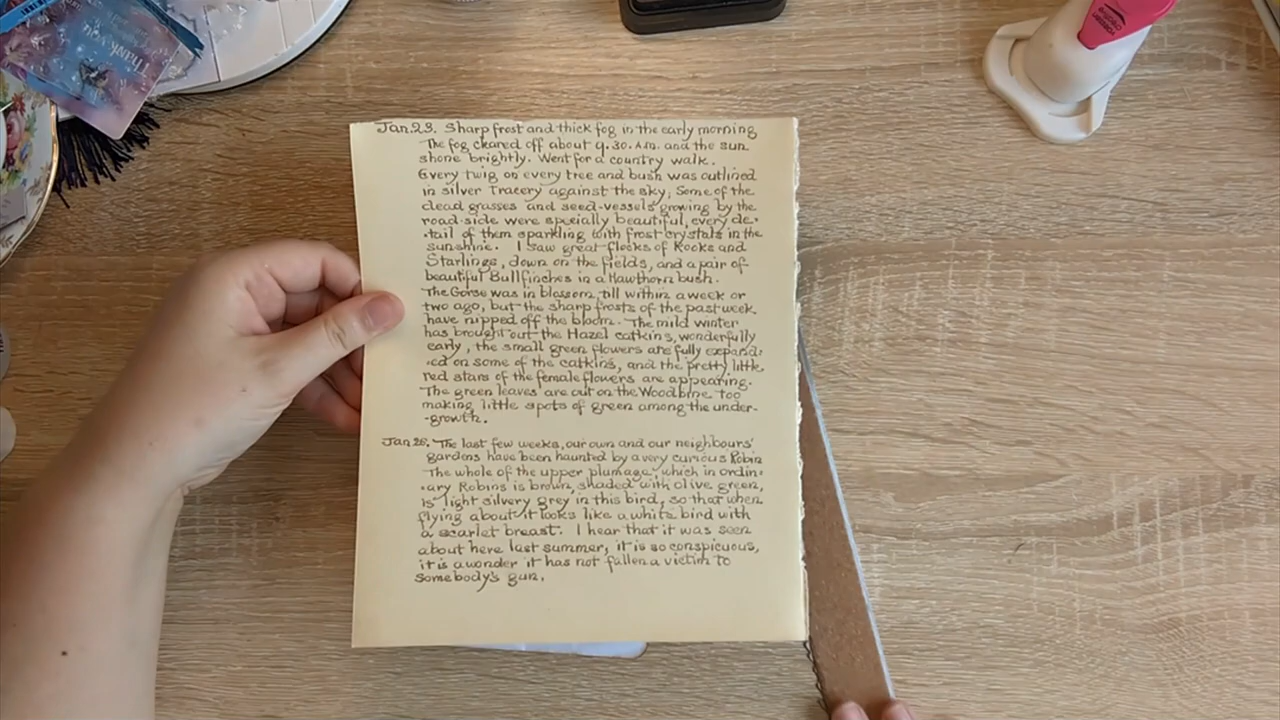 Thank you
Jan.23. Sharp frost and thick fog in the early morning
The fog cleared off about 9.30. A.M. and the sun
shone brightly. Went for a country walk.
Every twig on every tree and bush was outlined
in silver tracery against the sky; Some of the
dead grasses and seed-vessels growing by the
road-side were specially beautiful, every de-
-tail of them sparkling with frost crystals in the
sunshine. I saw great flocks of Rooks and
Starlings, down on the fields, and a pair of
beautiful Bullfinches in a Hawthorn bush.
The Gorse was in blossom till within a week or
two ago, but the sharp frosts of the past week
have nipped off the bloom. The mild winter
has brought out the Hazel catkins, wonderfully
early, the small green flowers are fully expand-
-ed on some of the catkins, and the pretty little
red stars of the female flowers are appearing.
The green leaves are out on the Woodbine too
making little spots of green among the under-
-growth.
Jan 26. The last few weeks, our own and our neighbours'
gardens have been haunted by a very curious Robin
The whole of the upper plumage, which in ordin-
-ary Robins is brown, shaded with olive green,
is light silvery grey in this bird, so that when
flying about it looks like a white bird with
a scarlet breast. I hear that it was seen
about here last summer, it is so conspicuous,
it is a wonder it has not fallen a victim to
somebody's gun.